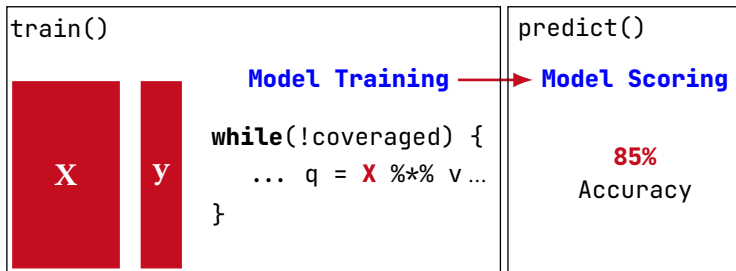 train()
X
y
Model Training
while(!coveraged) {
... q = X %*% v ...
}
predict()
Model Scoring
85%
Accuracy